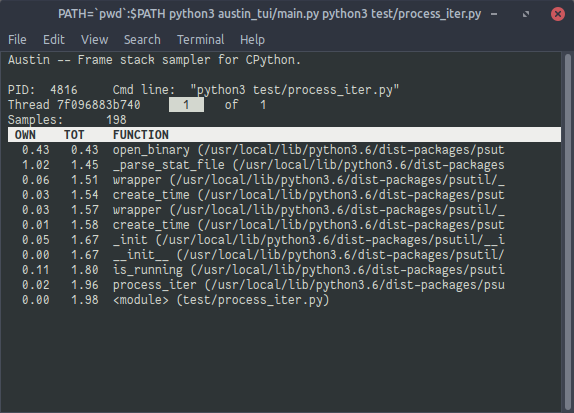 PATH=`pwd`:$PATH python3 austin_tui/main.py python3 test/process_iter.py
File Edit View Search Terminal Help
Austin -- Frame stack sampler for CPython.
PID: 4816 Cmd line: "python3 test/process_iter.py"
Thread 7f096883b740 1 of 1
Samples: 198
OWN TOT FUNCTION
0.43 0.43 open_binary (/usr/local/lib/python3.6/dist-packages/psut
1.02 1.45 _parse_stat_file (/usr/local/lib/python3.6/dist-packages
0.06 1.51 wrapper (/usr/local/lib/python3.6/dist-packages/psutil/_
0.03 1.54 create_time (/usr/local/lib/python3.6/dist-packages/psut
0.03 1.57 wrapper (/usr/local/lib/python3.6/dist-packages/psutil/_
0.01 1.58 create_time (/usr/local/lib/python3.6/dist-packages/psut
0.05 1.67 _init (/usr/local/lib/python3.6/dist-packages/psutil/__i
0.00 1.67 __init__ (/usr/local/lib/python3.6/dist-packages/psutil/
0.11 1.80 is_running (/usr/local/lib/python3.6/dist-packages/psuti
0.02 1.96 process_iter (/usr/local/lib/python3.6/dist-packages/psu
0.00 1.98 <module> (test/process_iter.py)